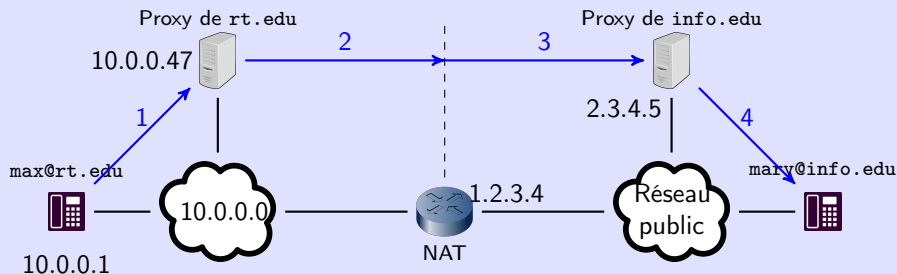 Proxy de rt.edu
Proxy de info.edu
2
3
10.0.0.47
2.3.4.5
1
4
max@rt.edu
mary@info.edu
10.0.0.0
1.2.3.4
Réseau
public
NAT
10.0.0.1